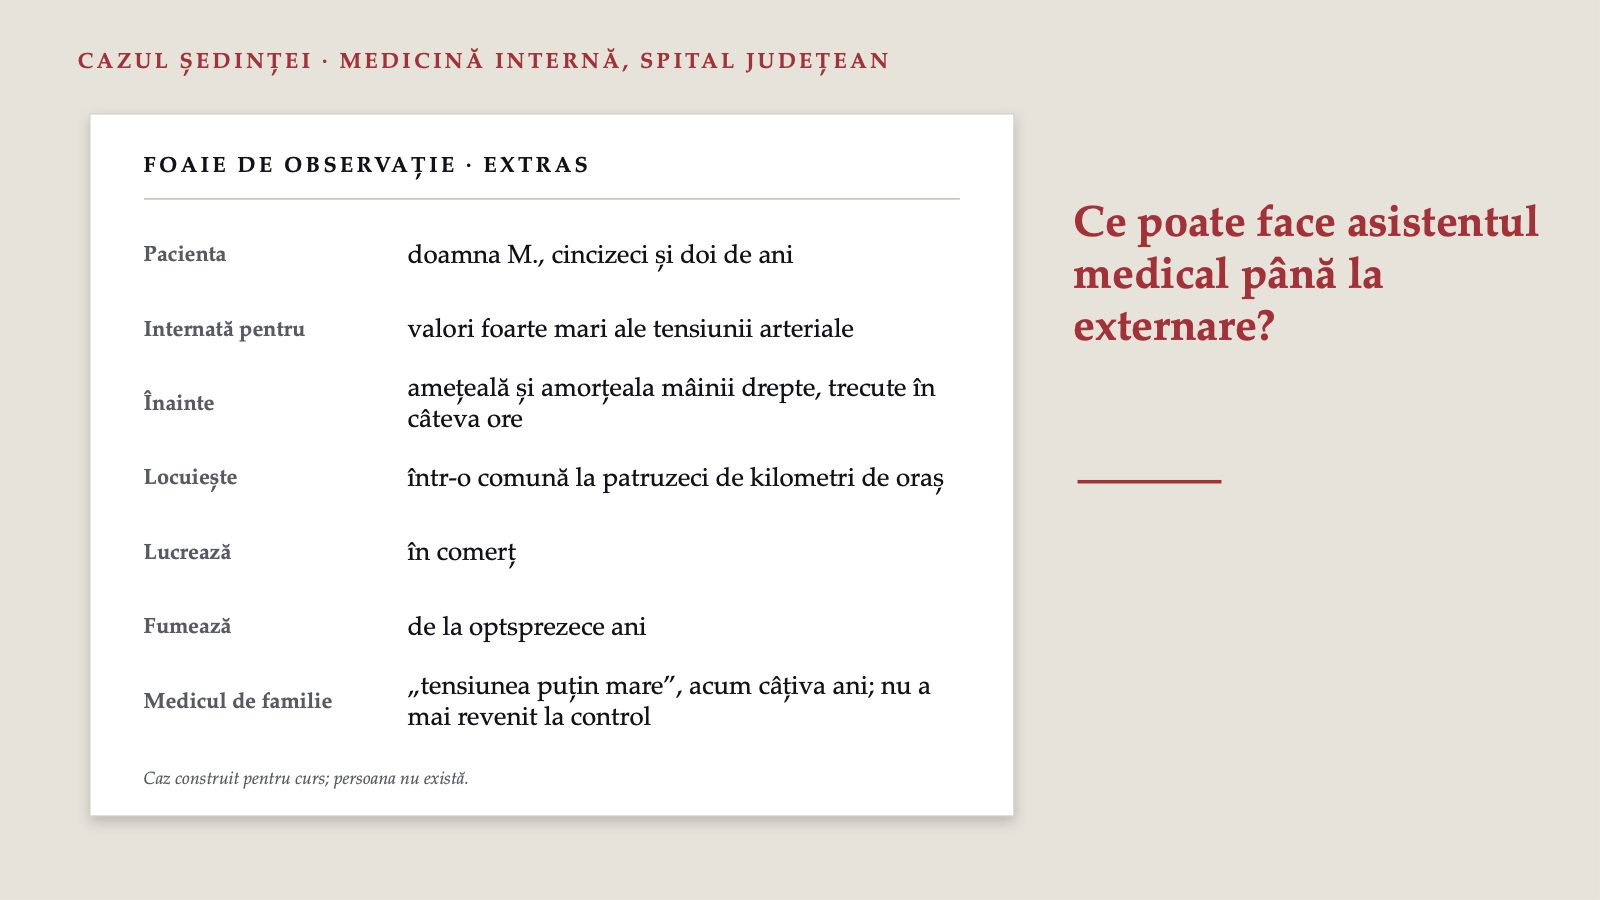 CAZUL ȘEDINȚEI · MEDICINĂ INTERNĂ, SPITAL JUDEȚEAN
FOAIE DE OBSERVAȚIE · EXTRAS
Pacienta doamna M., cincizeci și doi de ani
Internată pentru valori foarte mari ale tensiunii arteriale
Înainte amețeală și amorțeala mâinii drepte, trecute în
câteva ore
Locuiește într-o comună la patruzeci de kilometri de oraș
Lucrează în comerț
Fumează de la optsprezece ani
Medicul de familie „tensiunea puțin mare”, acum câțiva ani; nu a
mai revenit la control
Caz construit pentru curs; persoana nu există.
Ce poate face asistentul
medical până la
externare?